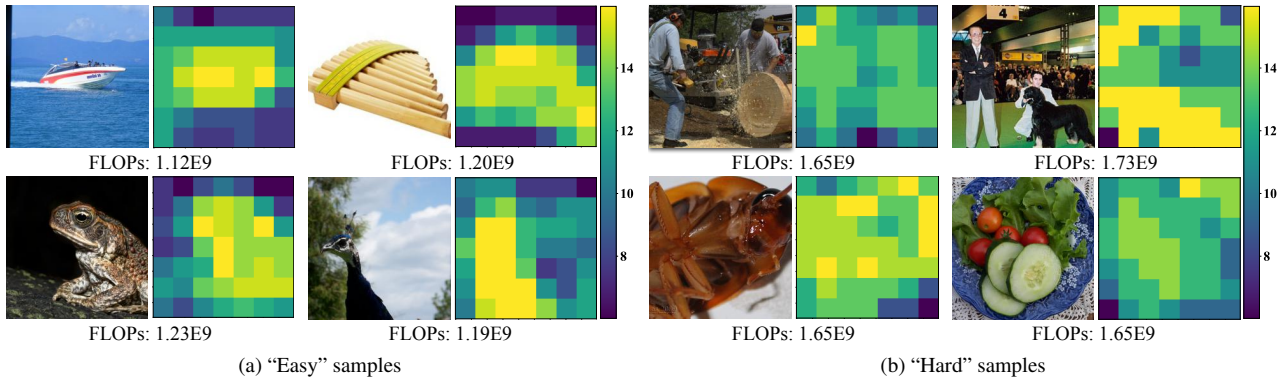 4
14
12
10
8
14
12
10
8
FLOPs: 1.12E9
FLOPs: 1.20E9
FLOPs: 1.65E9
FLOPs: 1.73E9
FLOPs: 1.23E9
FLOPs: 1.19E9
FLOPs: 1.65E9
FLOPs: 1.65E9
(a) “Easy” samples
(b) “Hard” samples